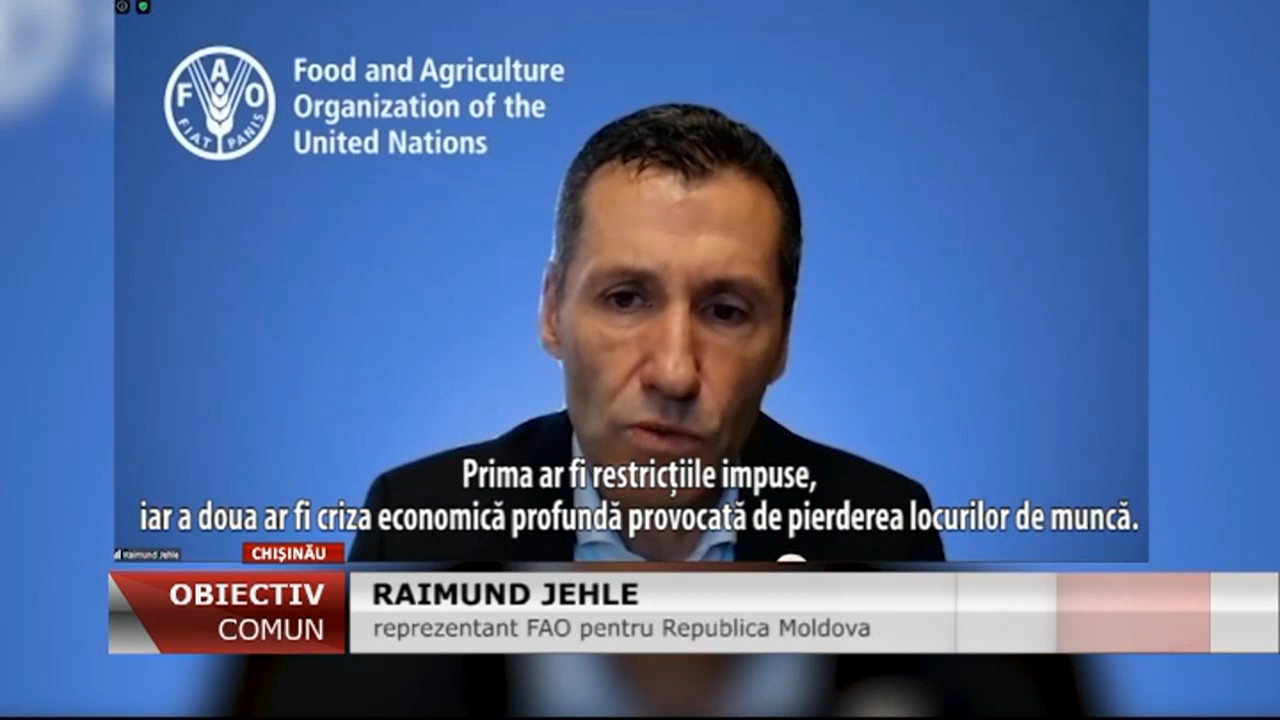 FAO
FIAT PANIS
Food and Agriculture
Organization of the
United Nations
Prima ar fi restricțiile impuse,
iar a doua ar fi criza economică profundă provocată de pierderea locurilor de muncă.
Raimund Jehle
CHIȘINĂU
OBIECTIV
COMUN
RAIMUND JEHLE
reprezentant FAO pentru Republica Moldova